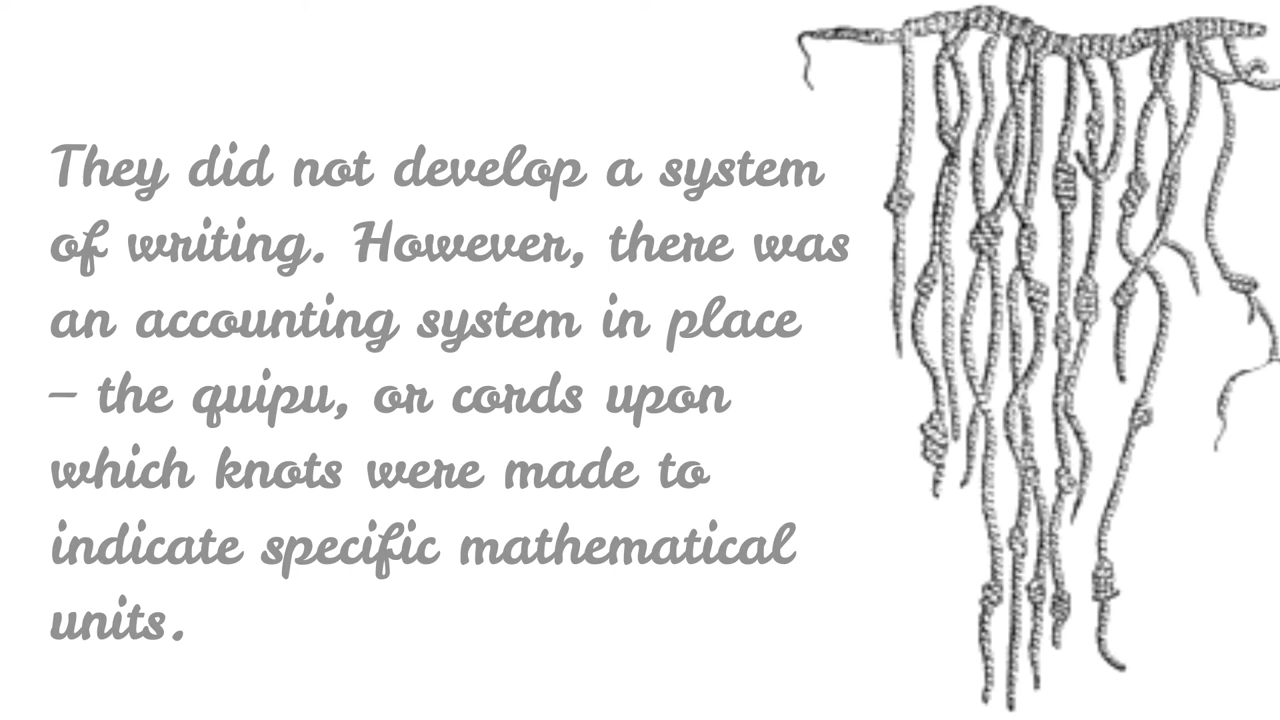 They did not develop a system
of writing. However, there was
an accounting system in place
– the quipu, or cords upon
which knots were made to
indicate specific mathematical
units.